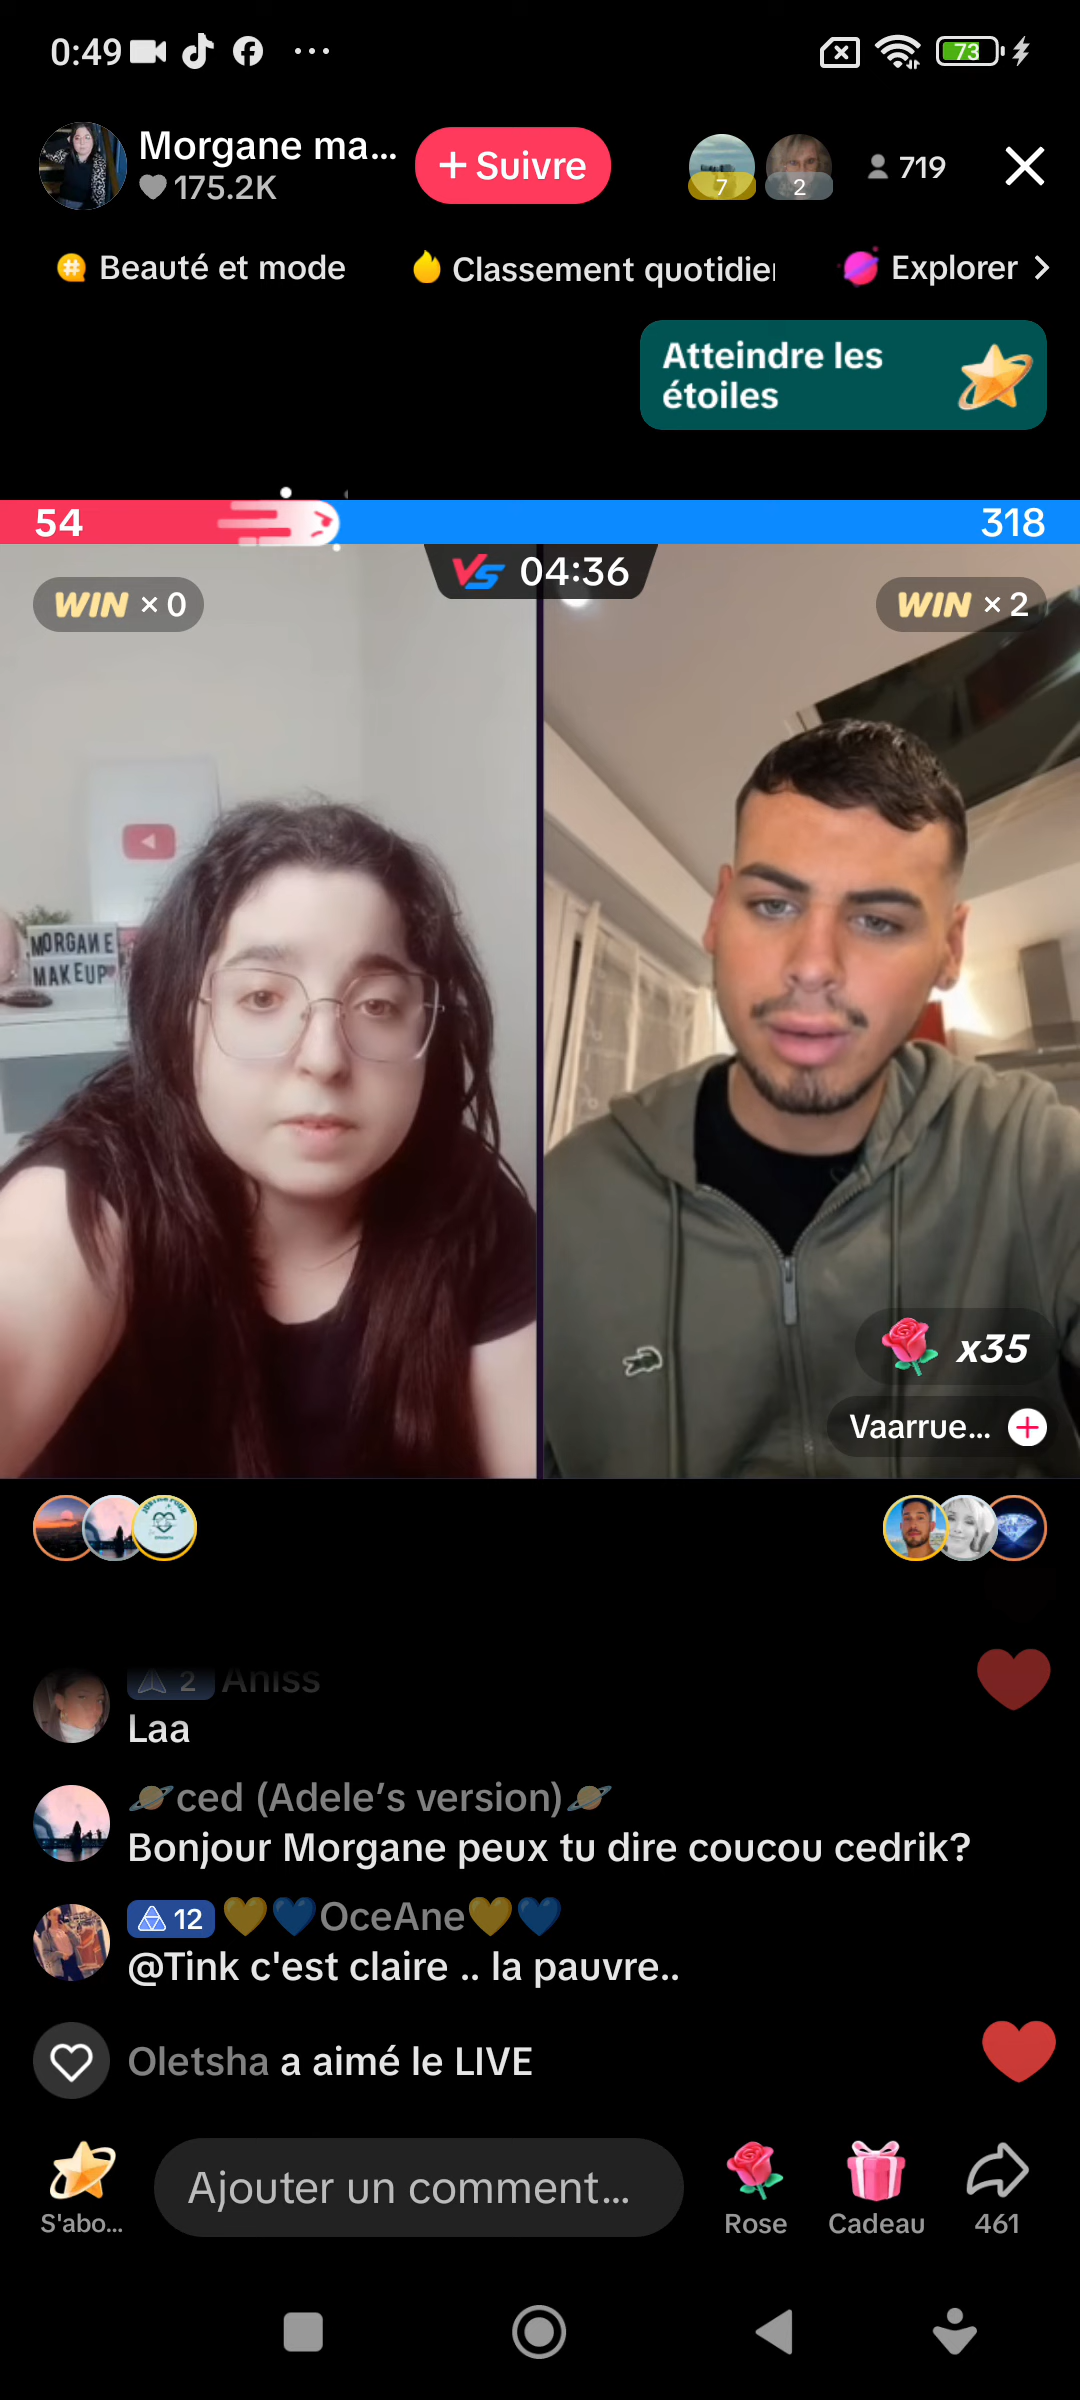 0:49
73
Morgane ma...
175.2K
+ Suivre
7
2
719
Beauté et mode
Classement quotidien
Explorer
Atteindre les
étoiles
54
318
VS 04:36
WIN × 0
WIN × 2
MORGANE
MAKEUP
x35
Vaarrue...
2 Aniss
Laa
ced (Adele's version)
Bonjour Morgane peux tu dire coucou cedrik?
12 💛💙OceAne💛💙
@Tink c'est claire .. la pauvre..
Oletsha a aimé le LIVE
S'abo...
Ajouter un comment...
Rose
Cadeau
461